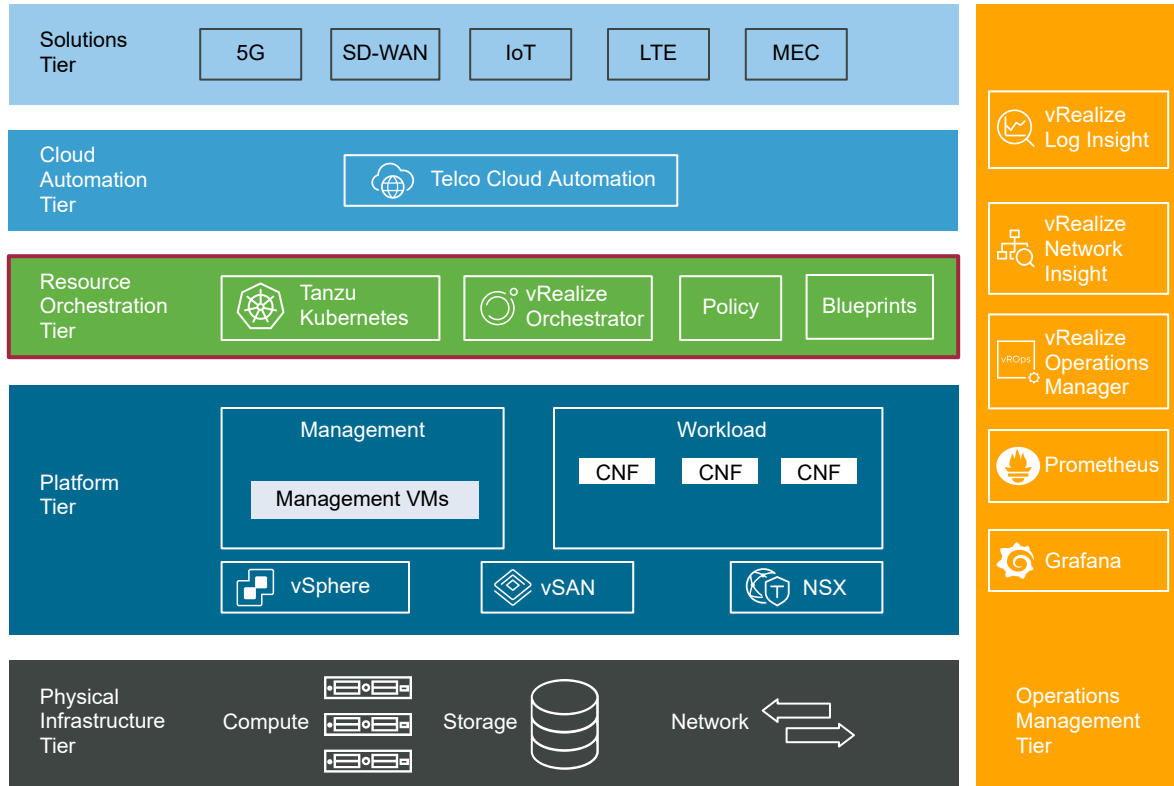 Solutions
Tier
5G
SD-WAN
IoT
LTE
MEC
Cloud
Automation
Tier
Telco Cloud Automation
Resource
Orchestration
Tier
Tanzu
Kubernetes
vRealize
Orchestrator
Policy
Blueprints
Platform
Tier
Management
Management VMs
Workload
CNF
CNF
CNF
vSphere
vSAN
T
NSX
Physical
Infrastructure
Tier
Compute
Storage
Network
vRealize
Log Insight
vRealize
Network
Insight
vROps
vRealize
Operations
Manager
Prometheus
Grafana
Operations
Management
Tier